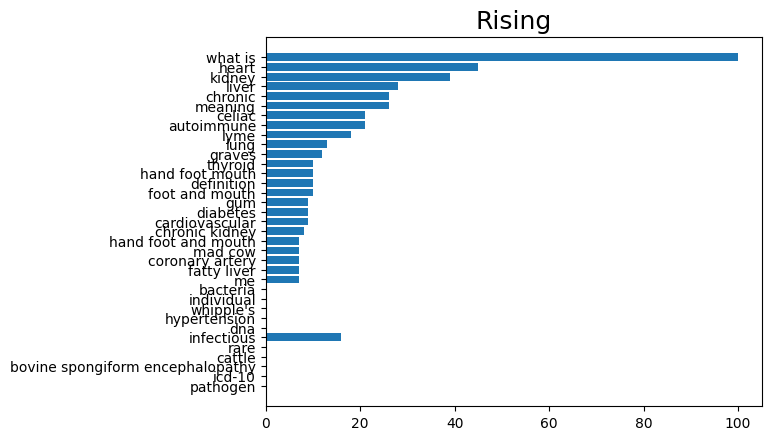 Rising
what is
heart
kidney
liver
chronic
meaning
celiac
autoimmune
lyme
lung
graves
thyroid
hand foot mouth
definition
foot and mouth
gum
diabetes
cardiovascular
chronic kidney
hand foot and mouth
mad cow
coronary artery
fatty liver
me
bacteria
individual
whipple's
hypertension
dna
infectious
rare
cattle
bovine spongiform encephalopathy
icd-10
pathogen
0 20 40 60 80 100